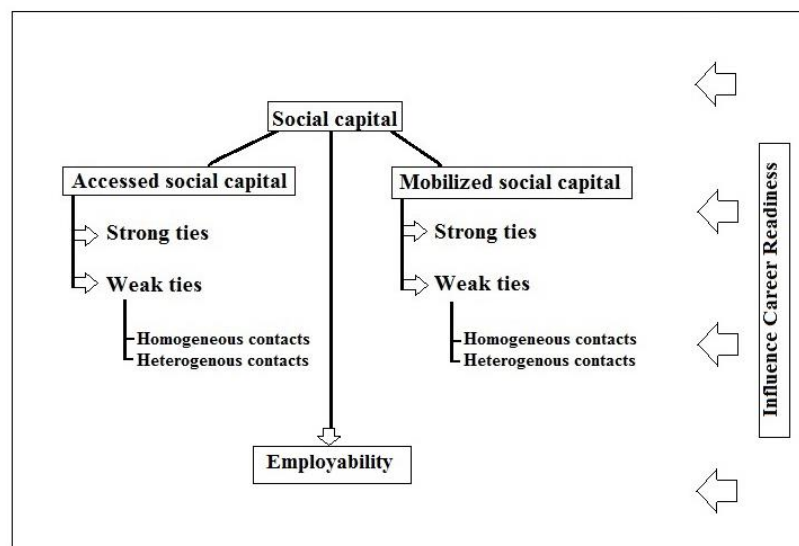 Social capital
Accessed social capital
Strong ties
Weak ties
Homogeneous contacts
Heterogenous contacts
Mobilized social capital
Strong ties
Weak ties
Homogeneous contacts
Heterogenous contacts
Employability
Influence Career Readiness